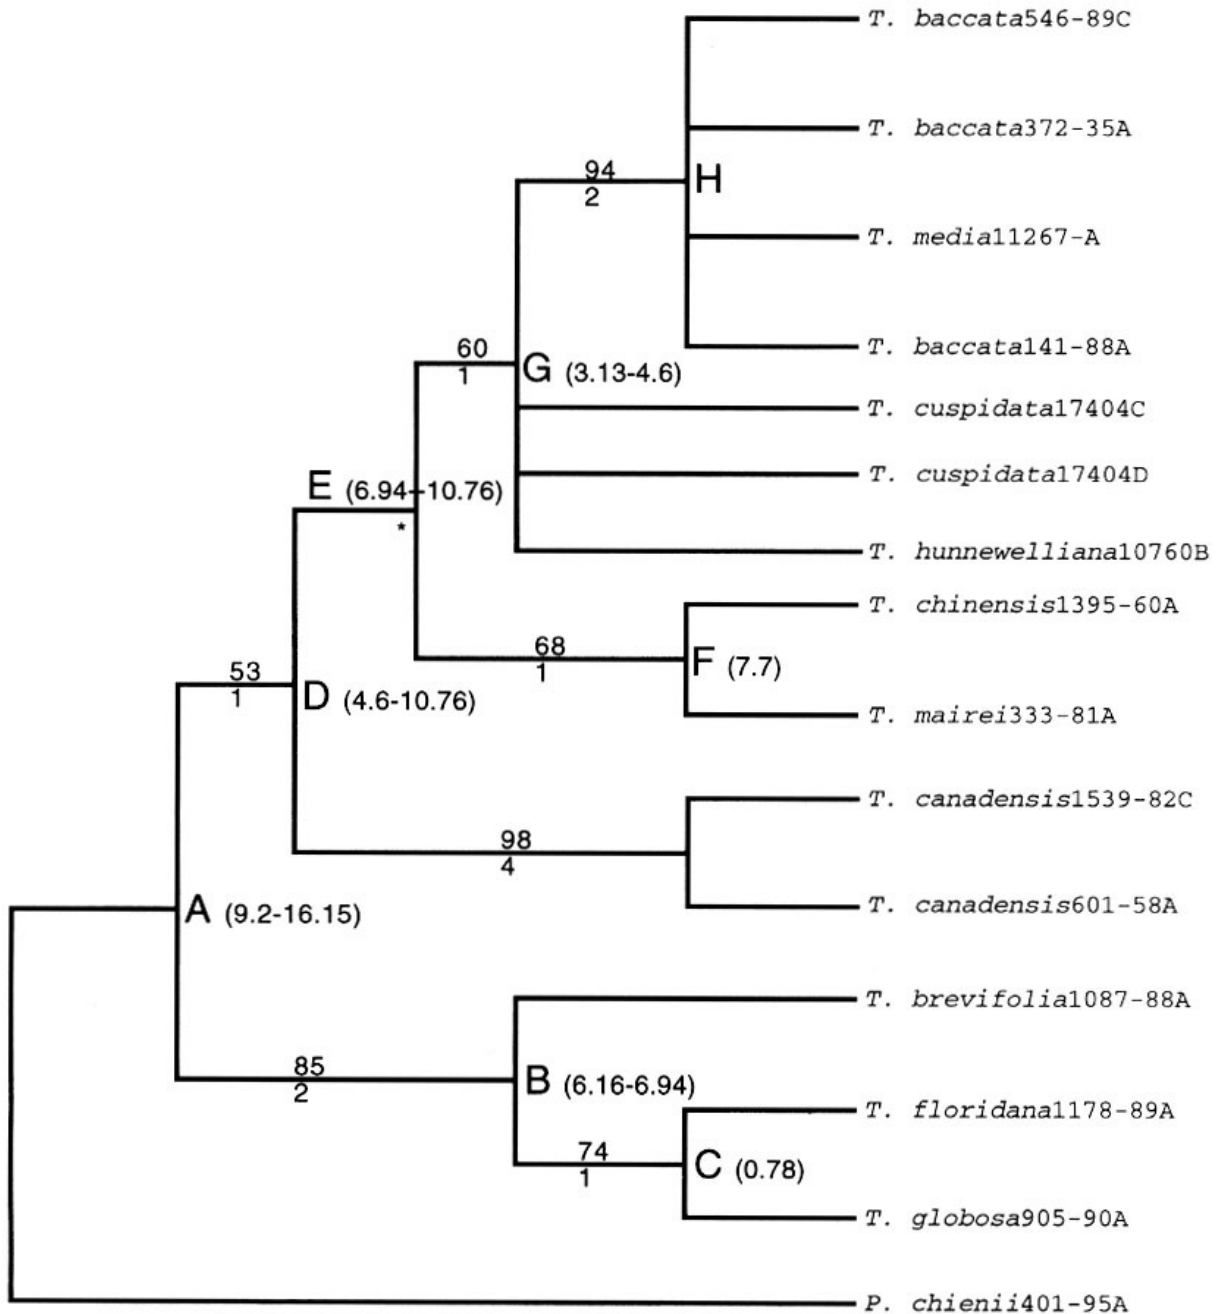 T. baccata546-89C
T. baccata372-35A
94
H
2
T. media11267-A
T. baccata141-88A
60
1
G (3.13-4.6)
T. cuspidata17404C
T. cuspidata17404D
E (6.94-10.76)
*
T. hunnewelliana10760B
T. chinensis1395-60A
68
1
F (7.7)
53
1
D (4.6-10.76)
T. mairei333-81A
T. canadensis1539-82C
98
4
A (9.2-16.15)
T. canadensis601-58A
T. brevifolia1087-88A
85
2
B (6.16-6.94)
T. floridana1178-89A
74
1
C (0.78)
T. globosa905-90A
P. chienii401-95A